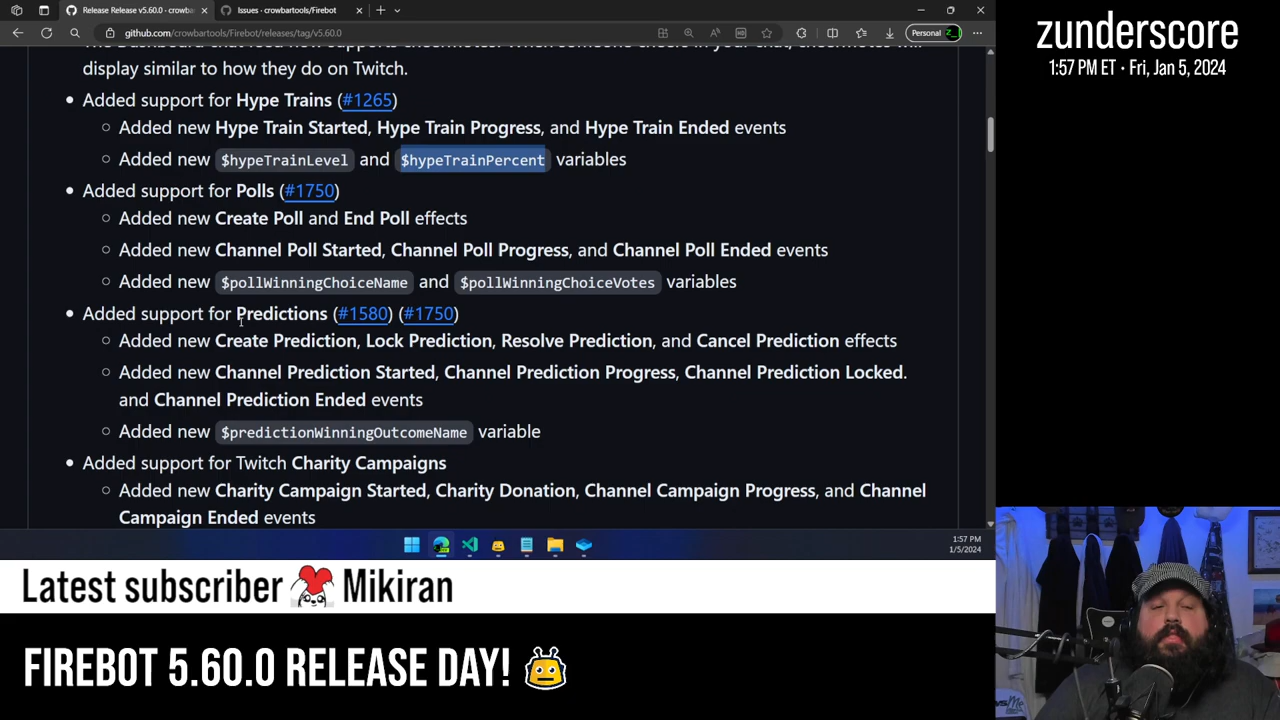 Release Release v5.60.0 - crowba
Issues · crowbartools/Firebot
github.com/crowbartools/Firebot/releases/tag/v5.60.0
Personal
zunderscore
1:57 PM ET • Fri, Jan 5, 2024
display similar to how they do on Twitch.
• Added support for Hype Trains (#1265)
○ Added new Hype Train Started, Hype Train Progress, and Hype Train Ended events
○ Added new $hypeTrainLevel and $hypeTrainPercent variables
• Added support for Polls (#1750)
○ Added new Create Poll and End Poll effects
○ Added new Channel Poll Started, Channel Poll Progress, and Channel Poll Ended events
○ Added new $pollWinningChoiceName and $pollWinningChoiceVotes variables
• Added support for Predictions (#1580) (#1750)
○ Added new Create Prediction, Lock Prediction, Resolve Prediction, and Cancel Prediction effects
○ Added new Channel Prediction Started, Channel Prediction Progress, Channel Prediction Locked.
and Channel Prediction Ended events
○ Added new $predictionWinningOutcomeName variable
• Added support for Twitch Charity Campaigns
○ Added new Charity Campaign Started, Charity Donation, Channel Campaign Progress, and Channel
Campaign Ended events
1:57 PM
1/5/2024
Latest subscriber Mikiran
FIREBOT 5.60.0 RELEASE DAY!